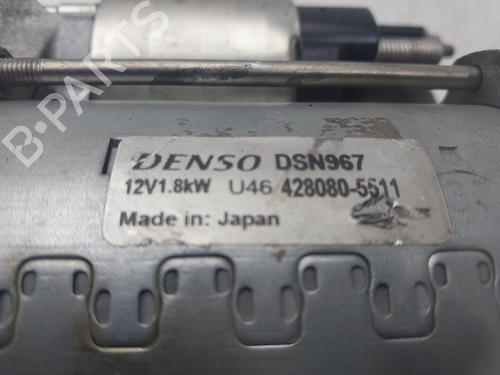 B-PARTS
DENSO DSN967
12V1.8kW U46 428080-5511
Made in: Japan